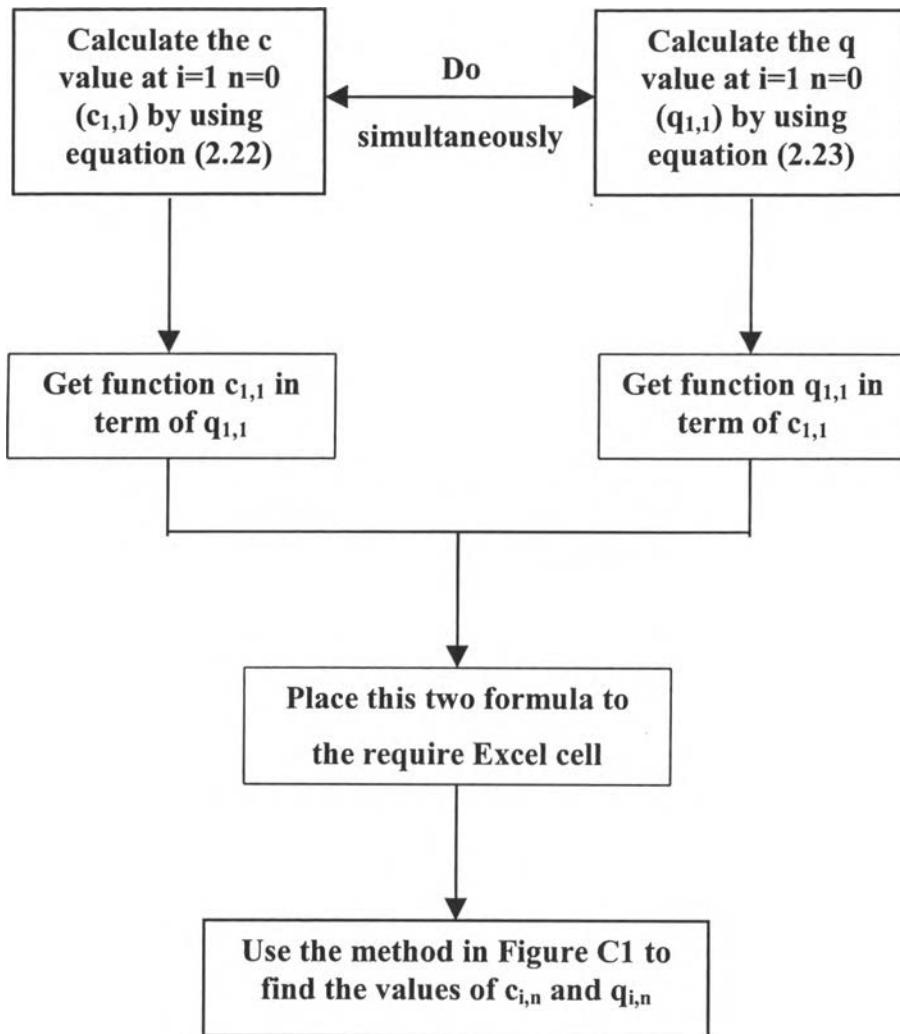 Calculate the c
value at i=1 n=0
(c1,1) by using
equation (2.22)
Do
simultaneously
Calculate the q
value at i=1 n=0
(q1,1) by using
equation (2.23)
Get function c1,1 in
term of q1,1
Get function q1,1 in
term of c1,1
Place this two formula to
the require Excel cell
Use the method in Figure C1 to
find the values of ci,n and qi,n